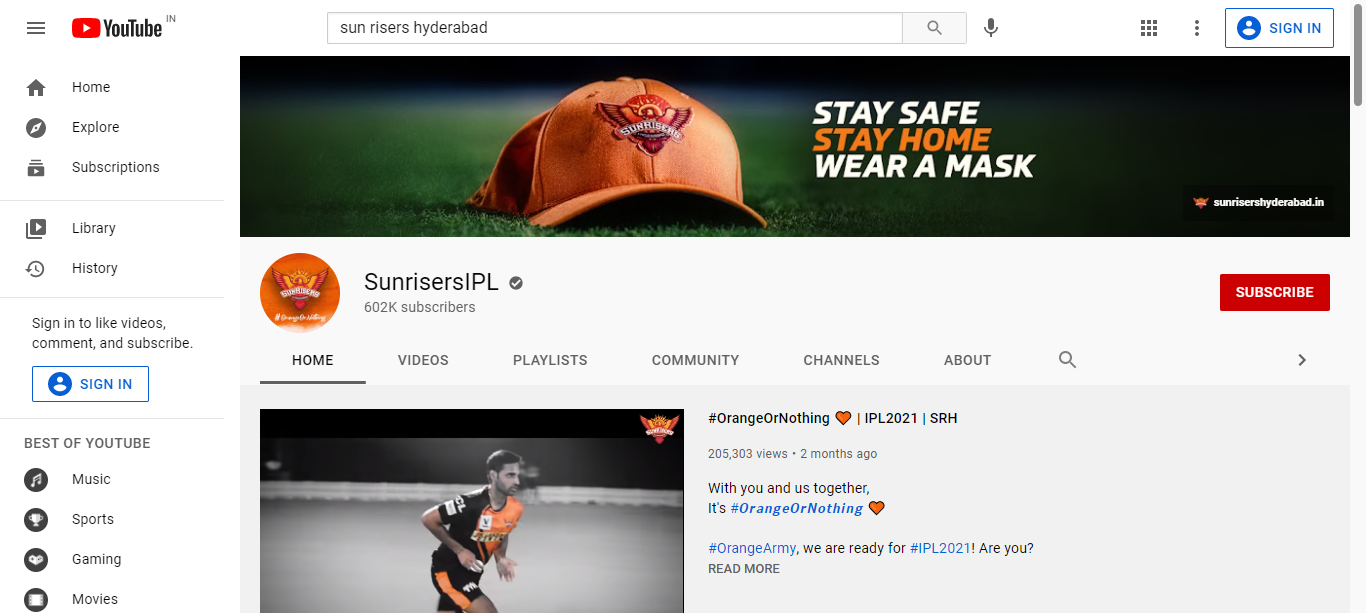 YouTube IN
sun risers hyderabad
SIGN IN
Home
Explore
Subscriptions
Library
History
Sign in to like videos,
comment, and subscribe.
SIGN IN
BEST OF YOUTUBE
Music
Sports
Gaming
Movies
SUNRISERS
STAY SAFE
STAY HOME
WEAR A MASK
sunrisershyderabad.in
SUNRISERS
#OrangeOrNothing
SunrisersIPL
602K subscribers
SUBSCRIBE
HOME VIDEOS PLAYLISTS COMMUNITY CHANNELS ABOUT
SUNRISERS
#OrangeOrNothing 🧡 | IPL2021 | SRH
205,303 views • 2 months ago
With you and us together,
It's #OrangeOrNothing 🧡
#OrangeArmy, we are ready for #IPL2021! Are you?
READ MORE